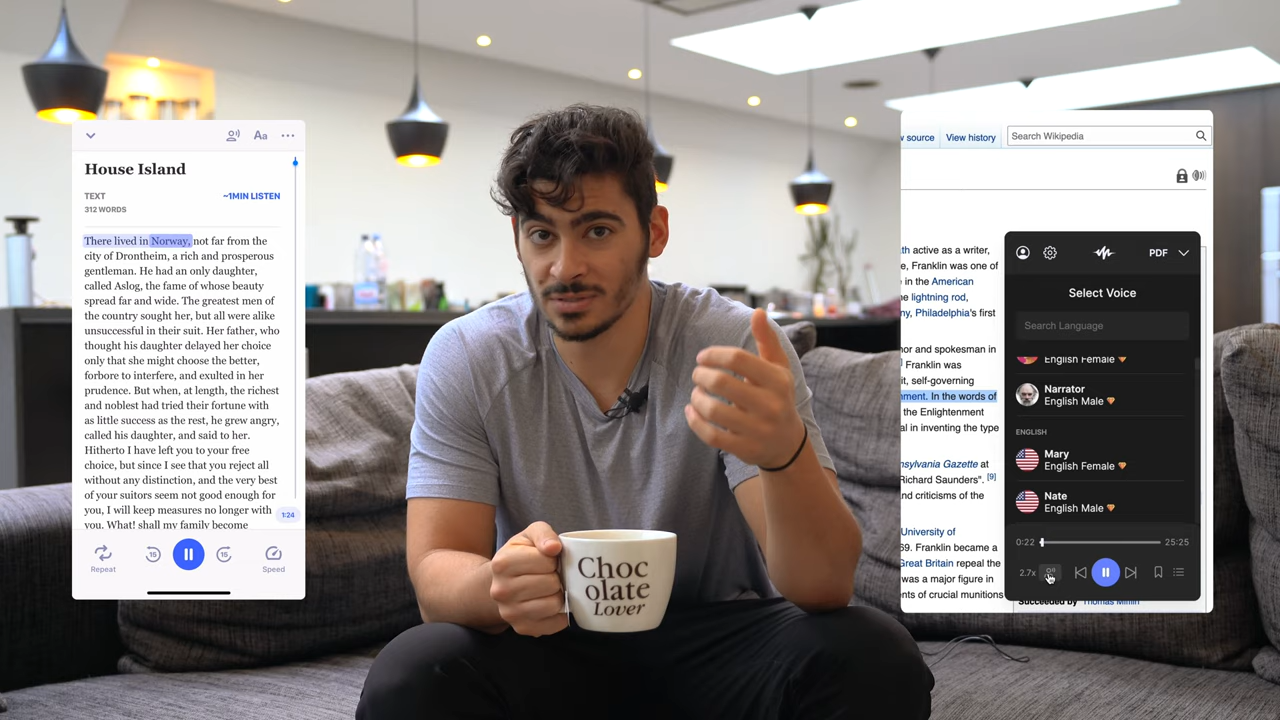 House Island
TEXT
~1MIN LISTEN
312 WORDS
There lived in Norway, not far from the
city of Drontheim, a rich and prosperous
gentleman. He had an only daughter,
called Aslog, the fame of whose beauty
spread far and wide. The greatest men of
the country sought her, but all were alike
unsuccessful in their suit. Her father, who
thought his daughter delayed her choice
only that she might choose the better,
forbore to interfere, and exulted in her
prudence. But when, at length, the richest
and noblest had tried their fortune with
as little success as the rest, he grew angry,
called his daughter, and said to her.
Hitherto I have left you to your free
choice, but since I see that you reject all
without any distinction, and the very best
of your suitors seem not good enough for
you, I will keep measures no longer with
you. What! shall my family become
1:24
15
15
Repeat
Speed
Aa
Choc
olate
Lover
w source
View history
Search Wikipedia
th active as a writer,
e, Franklin was one of
in the American
e lightning rod,
ny, Philadelphia's first
or and spokesman in
Franklin was
it, self-governing
nment. In the words of
the Enlightenment
al in inventing the type
nsylvania Gazette at
Richard Saunders". [9]
nd criticisms of the
University of
69. Franklin became a
Great Britain repeal the
was a major figure in
nts of crucial munitions
PDF
Select Voice
Search Language
English Female
Narrator
English Male
ENGLISH
Mary
English Female
Nate
English Male
0:22
25:25
2.7x
Succeeded by Thomas Mifflin